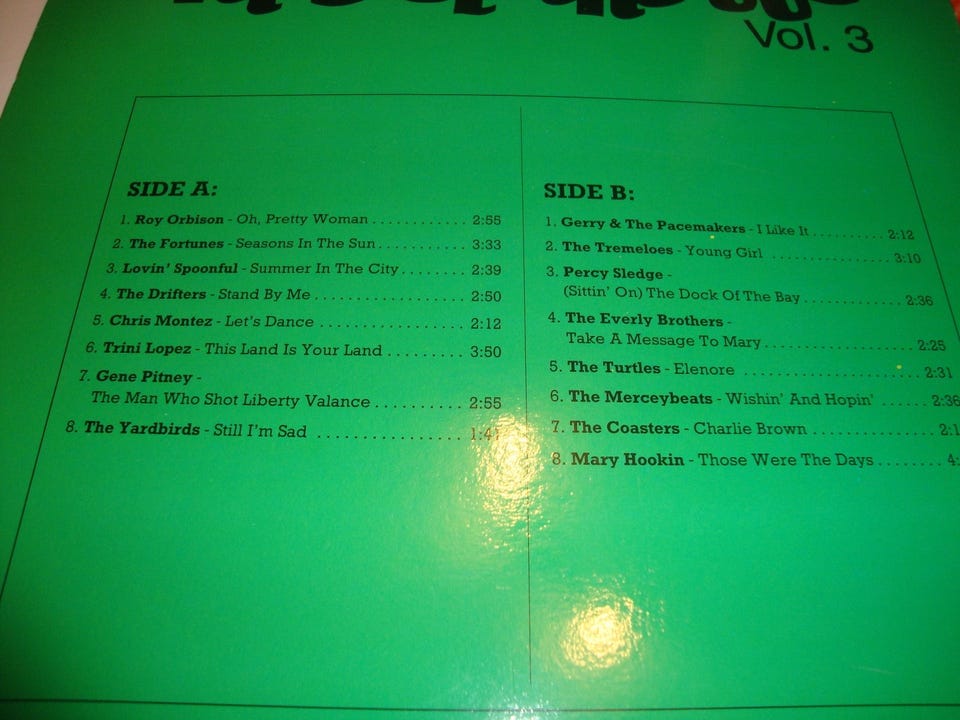 Vol. 3
SIDE A:
1. Roy Orbison - Oh, Pretty Woman . . . . . . . . . . . 2:55
2. The Fortunes - Seasons In The Sun . . . . . . . . . . 3:33
3. Lovin' Spoonful - Summer In The City . . . . . . . . 2:39
4. The Drifters - Stand By Me . . . . . . . . . . . . . . . . . 2:50
5. Chris Montez - Let's Dance . . . . . . . . . . . . . . . . . 2:12
6. Trini Lopez - This Land Is Your Land . . . . . . . . . 3:50
7. Gene Pitney -
The Man Who Shot Liberty Valance . . . . . . . . . . 2:55
8. The Yardbirds - Still I'm Sad . . . . . . . . . . . . . . . .
SIDE B:
1. Gerry & The Pacemakers - I Like It . . . . . . . . . 2:12
2. The Tremeloes - Young Girl . . . . . . . . . . . . . . . 3:10
3. Percy Sledge -
(Sittin' On) The Dock Of The Bay . . . . . . . . . . . . 2:36
4. The Everly Brothers -
Take A Message To Mary . . . . . . . . . . . . . . . . . 2:25
5. The Turtles - Elenore . . . . . . . . . . . . . . . . . . . . 2:31
6. The Merceybeats - Wishin' And Hopin' . . . . . . 2:36
7. The Coasters - Charlie Brown . . . . . . . . . . . . . . 2:1
8. Mary Hookin - Those Were The Days . . . . . . . . 4: